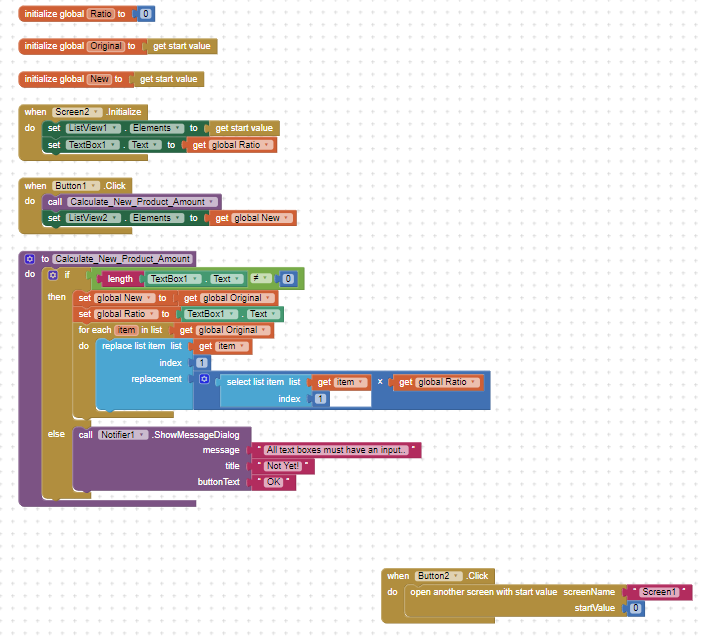 initialize global Ratio to 0
initialize global Original to get start value
initialize global New to get start value
when Screen2 .Initialize
do set ListView1 . Elements to get start value
set TextBox1 . Text to get global Ratio
when Button1 .Click
do call Calculate_New_Product_Amount
set ListView2 . Elements to get global New
to Calculate_New_Product_Amount
do if length TextBox1 . Text ≠ 0
then set global New to get global Original
set global Ratio to TextBox1 . Text
for each item in list get global Original
do replace list item list get item
index 1
replacement select list item list get item × get global Ratio
index 1
else call Notifier1 .ShowMessageDialog
message " All text boxes must have an input.. "
title " Not Yet! "
buttonText " OK "
when Button2 .Click
do open another screen with start value screenName " Screen1 "
startValue 0